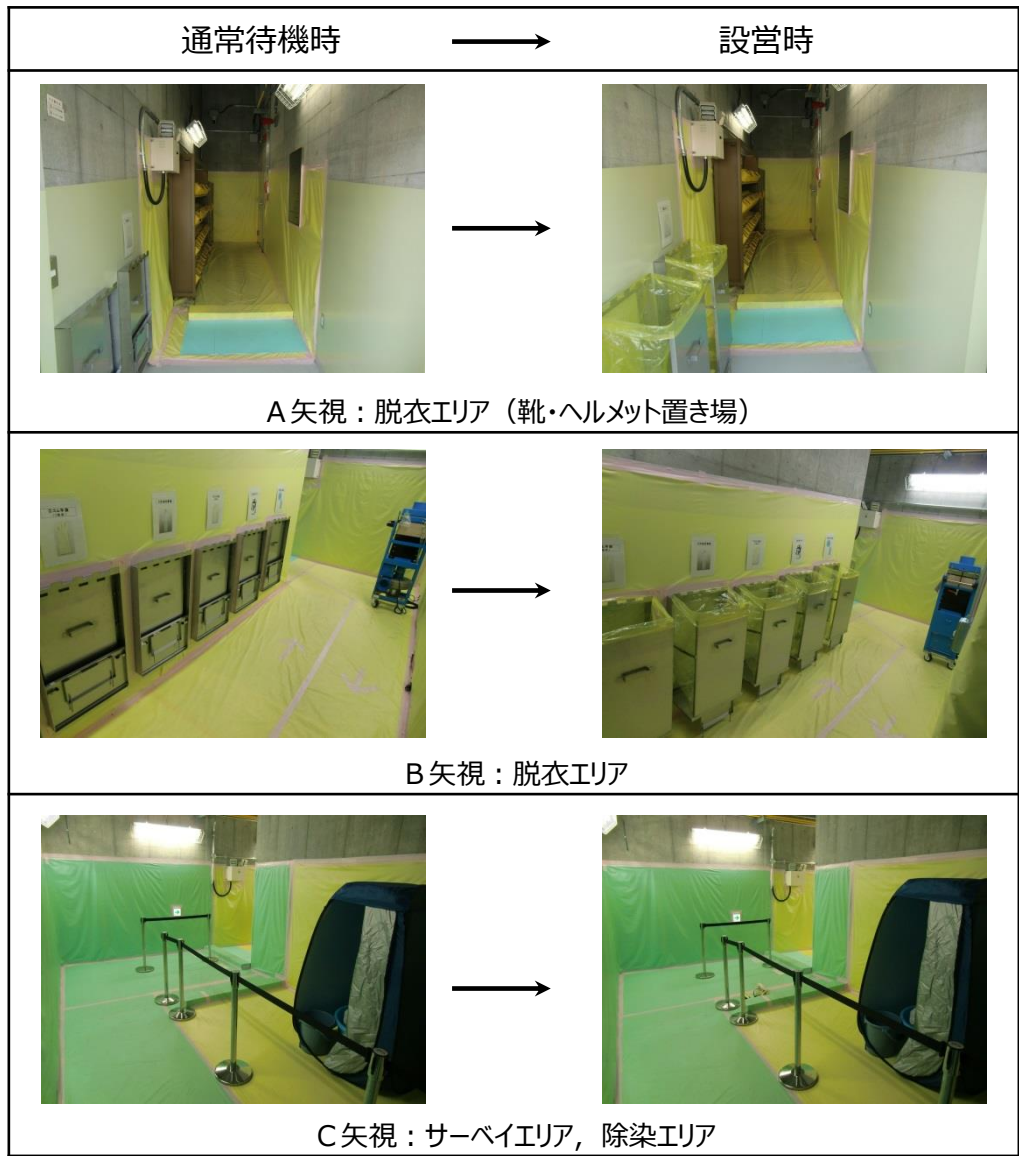 通常待機時 → 設営時
A矢視：脱衣エリア（靴・ヘルメット置き場）
B矢視：脱衣エリア
C矢視：サーベイエリア，除染エリア